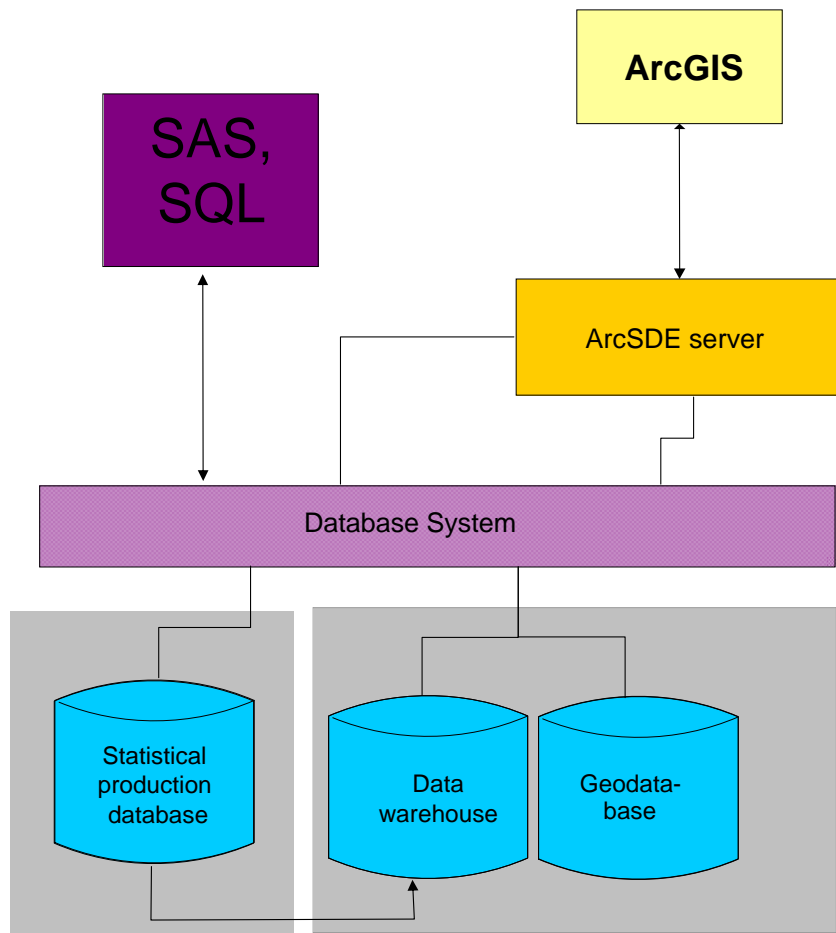 ArcGIS
SAS,
SQL
ArcSDE server
Database System
Statistical
production
database
Data
warehouse
Geodata-
base